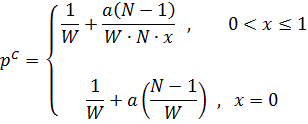 p^C = { 1/W + a(N − 1)/(W · N · x) , 0 < x ≤ 1
1/W + a((N − 1)/W) , x = 0